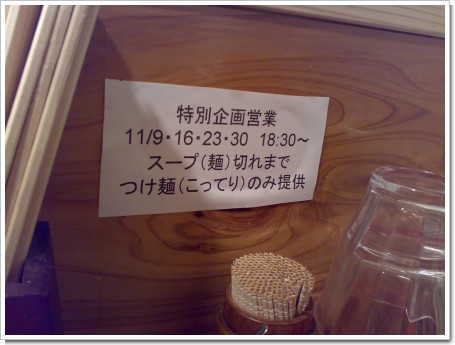 特別企画営業
11/9・16・23・30 18:30～
スープ(麺)切れまで
つけ麺(こってり)のみ提供